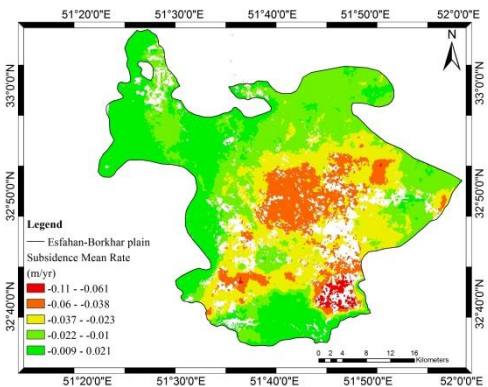 51°20'0"E 51°30'0"E 51°40'0"E 51°50'0"E 52°0'0"E
N
33°0'0"N 33°0'0"N
32°50'0"N 32°50'0"N
32°40'0"N 32°40'0"N
Legend
Esfahan-Borkhar plain
Subsidence Mean Rate
(m/yr)
-0.11 - -0.061
-0.06 - -0.038
-0.037 - -0.023
-0.022 - -0.01
-0.009 - 0.021
0 2 4 8 12 16
Kilometers
51°20'0"E 51°30'0"E 51°40'0"E 51°50'0"E 52°0'0"E